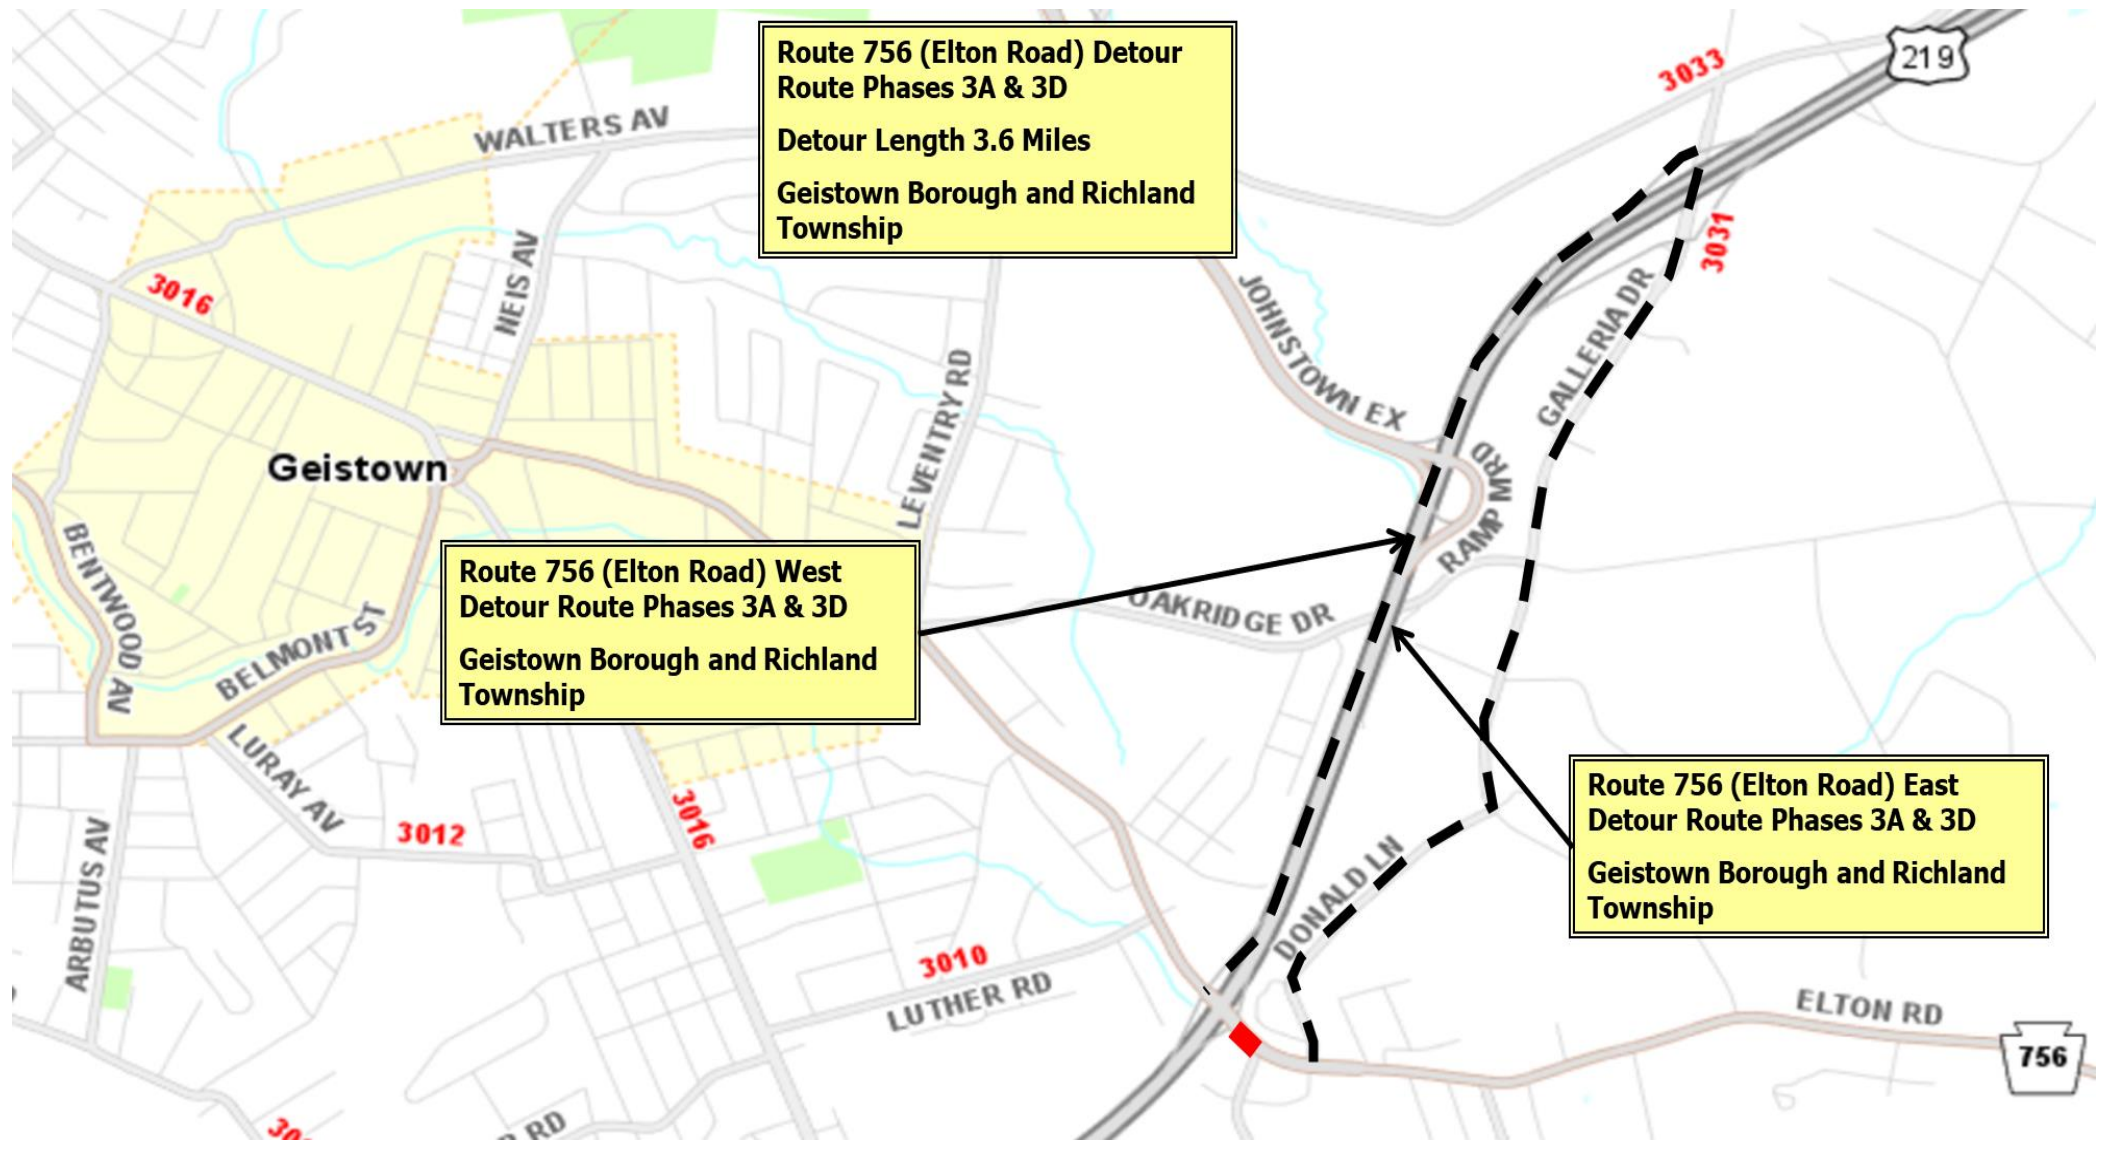 Route 756 (Elton Road) Detour
Route Phases 3A & 3D
Detour Length 3.6 Miles
Geistown Borough and Richland
Township
219
3033
WALTERS AV
3031
NEIS AV
3016
JOHNSTOWN EX
GALLERIA DR
LEVENTRY RD
Geistown
RAMP MRD
BENTWOOD AV
Route 756 (Elton Road) West
Detour Route Phases 3A & 3D
Geistown Borough and Richland
Township
OAKRIDGE DR
BELMONT ST
LURAY AV
3012
3016
Route 756 (Elton Road) East
Detour Route Phases 3A & 3D
Geistown Borough and Richland
Township
ARBUTUS AV
DONALD LN
3010
LUTHER RD
ELTON RD
756
RD